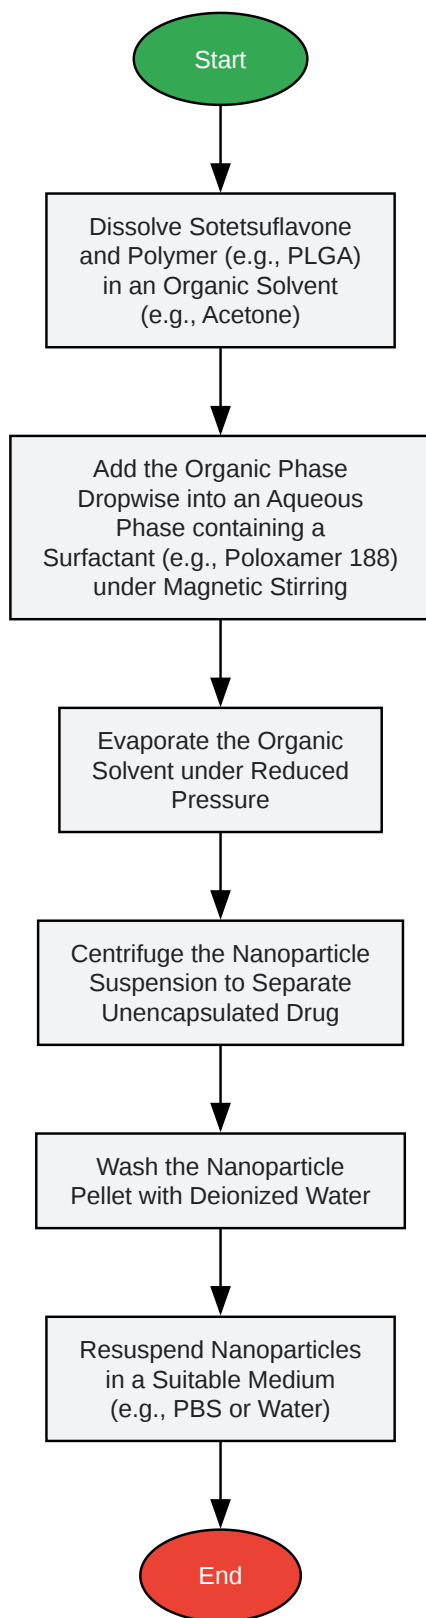 Start
Dissolve Sotetsuflavone
and Polymer (e.g., PLGA)
in an Organic Solvent
(e.g., Acetone)
Add the Organic Phase
Dropwise into an Aqueous
Phase containing a
Surfactant (e.g., Poloxamer 188)
under Magnetic Stirring
Evaporate the Organic
Solvent under Reduced
Pressure
Centrifuge the Nanoparticle
Suspension to Separate
Unencapsulated Drug
Wash the Nanoparticle
Pellet with Deionized Water
Resuspend Nanoparticles
in a Suitable Medium
(e.g., PBS or Water)
End